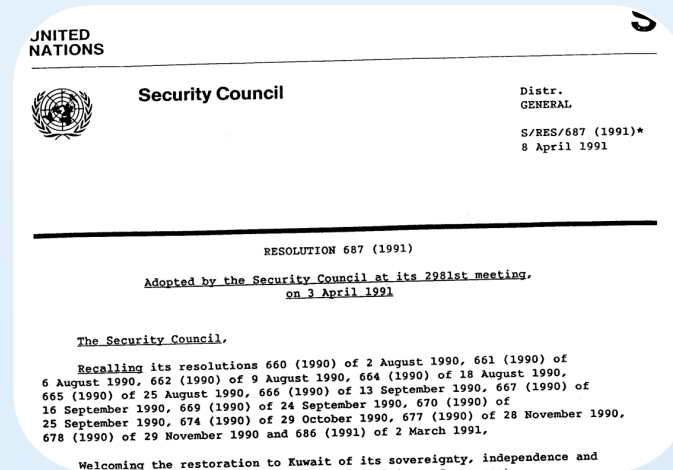 UNITED
NATIONS
S
Security Council
Distr.
GENERAL
S/RES/687 (1991)*
8 April 1991
RESOLUTION 687 (1991)
Adopted by the Security Council at its 2981st meeting,
on 3 April 1991
The Security Council,
Recalling its resolutions 660 (1990) of 2 August 1990, 661 (1990) of
6 August 1990, 662 (1990) of 9 August 1990, 664 (1990) of 18 August 1990,
665 (1990) of 25 August 1990, 666 (1990) of 13 September 1990, 667 (1990) of
16 September 1990, 669 (1990) of 24 September 1990, 670 (1990) of
25 September 1990, 674 (1990) of 29 October 1990, 677 (1990) of 28 November 1990,
678 (1990) of 29 November 1990 and 686 (1991) of 2 March 1991,
Welcoming the restoration to Kuwait of its sovereignty, independence and